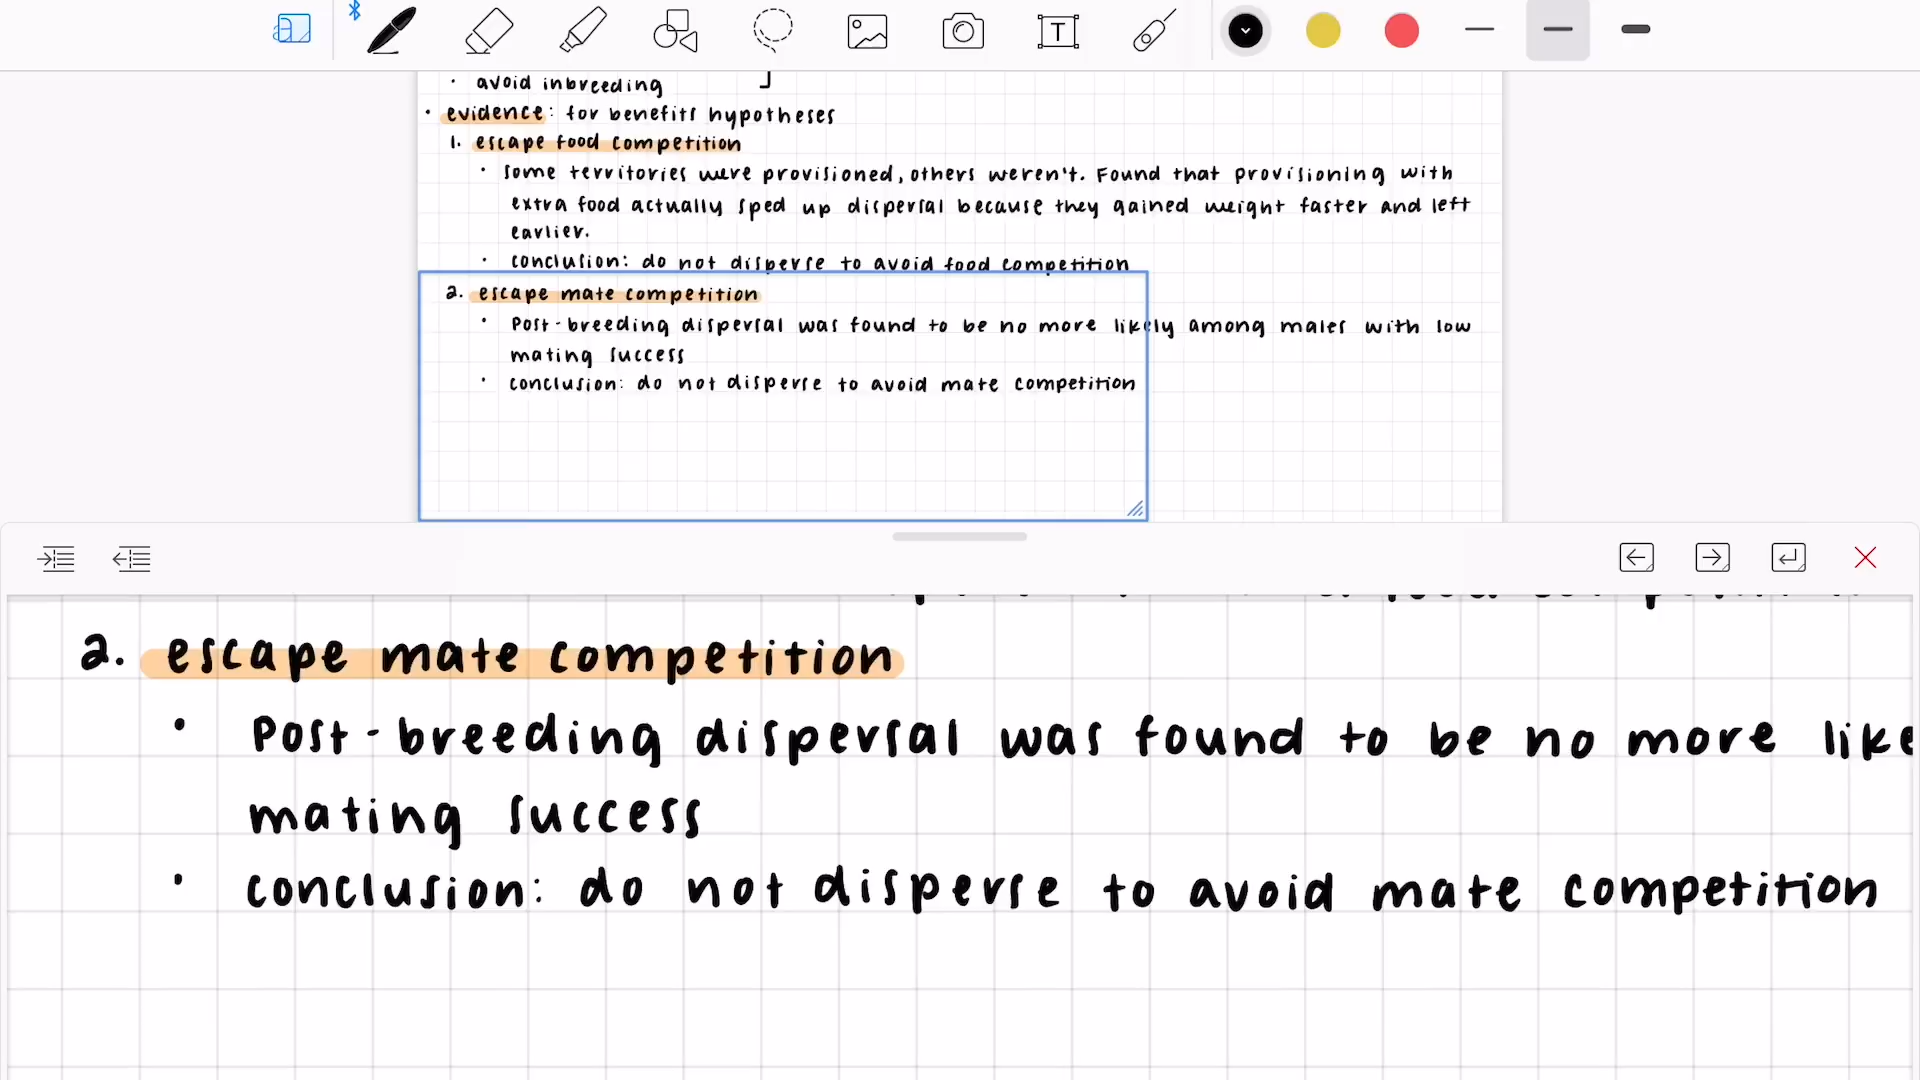 • avoid inbreeding
• evidence: for benefits hypotheses
1. escape food competition
• some territories were provisioned, others weren't. Found that provisioning with
extra food actually sped up dispersal because they gained weight faster and left
earlier.
• conclusion: do not disperse to avoid food competition
2. escape mate competition
• Post-breeding dispersal was found to be no more likely among males with low
mating success
• conclusion: do not disperse to avoid mate competition
2. escape mate competition
• Post-breeding dispersal was found to be no more like
mating success
• conclusion: do not disperse to avoid mate competition